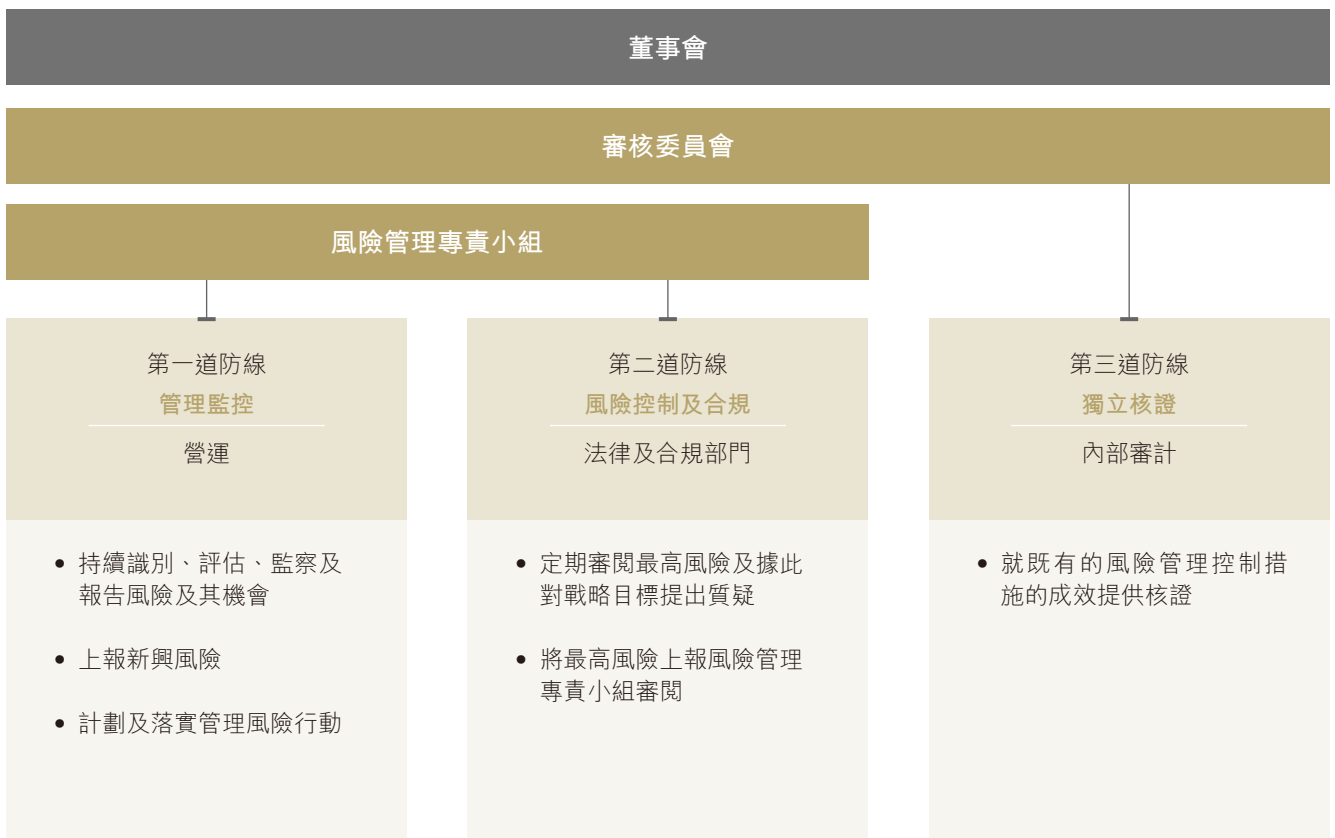 董事會
審核委員會
風險管理專責小組
第一道防線
管理監控
營運
• 持續識別、評估、監察及
報告風險及其機會
• 上報新興風險
• 計劃及落實管理風險行動
第二道防線
風險控制及合規
法律及合規部門
• 定期審閱最高風險及據此
對戰略目標提出質疑
• 將最高風險上報風險管理
專責小組審閱
第三道防線
獨立核證
內部審計
• 就既有的風險管理控制措
施的成效提供核證